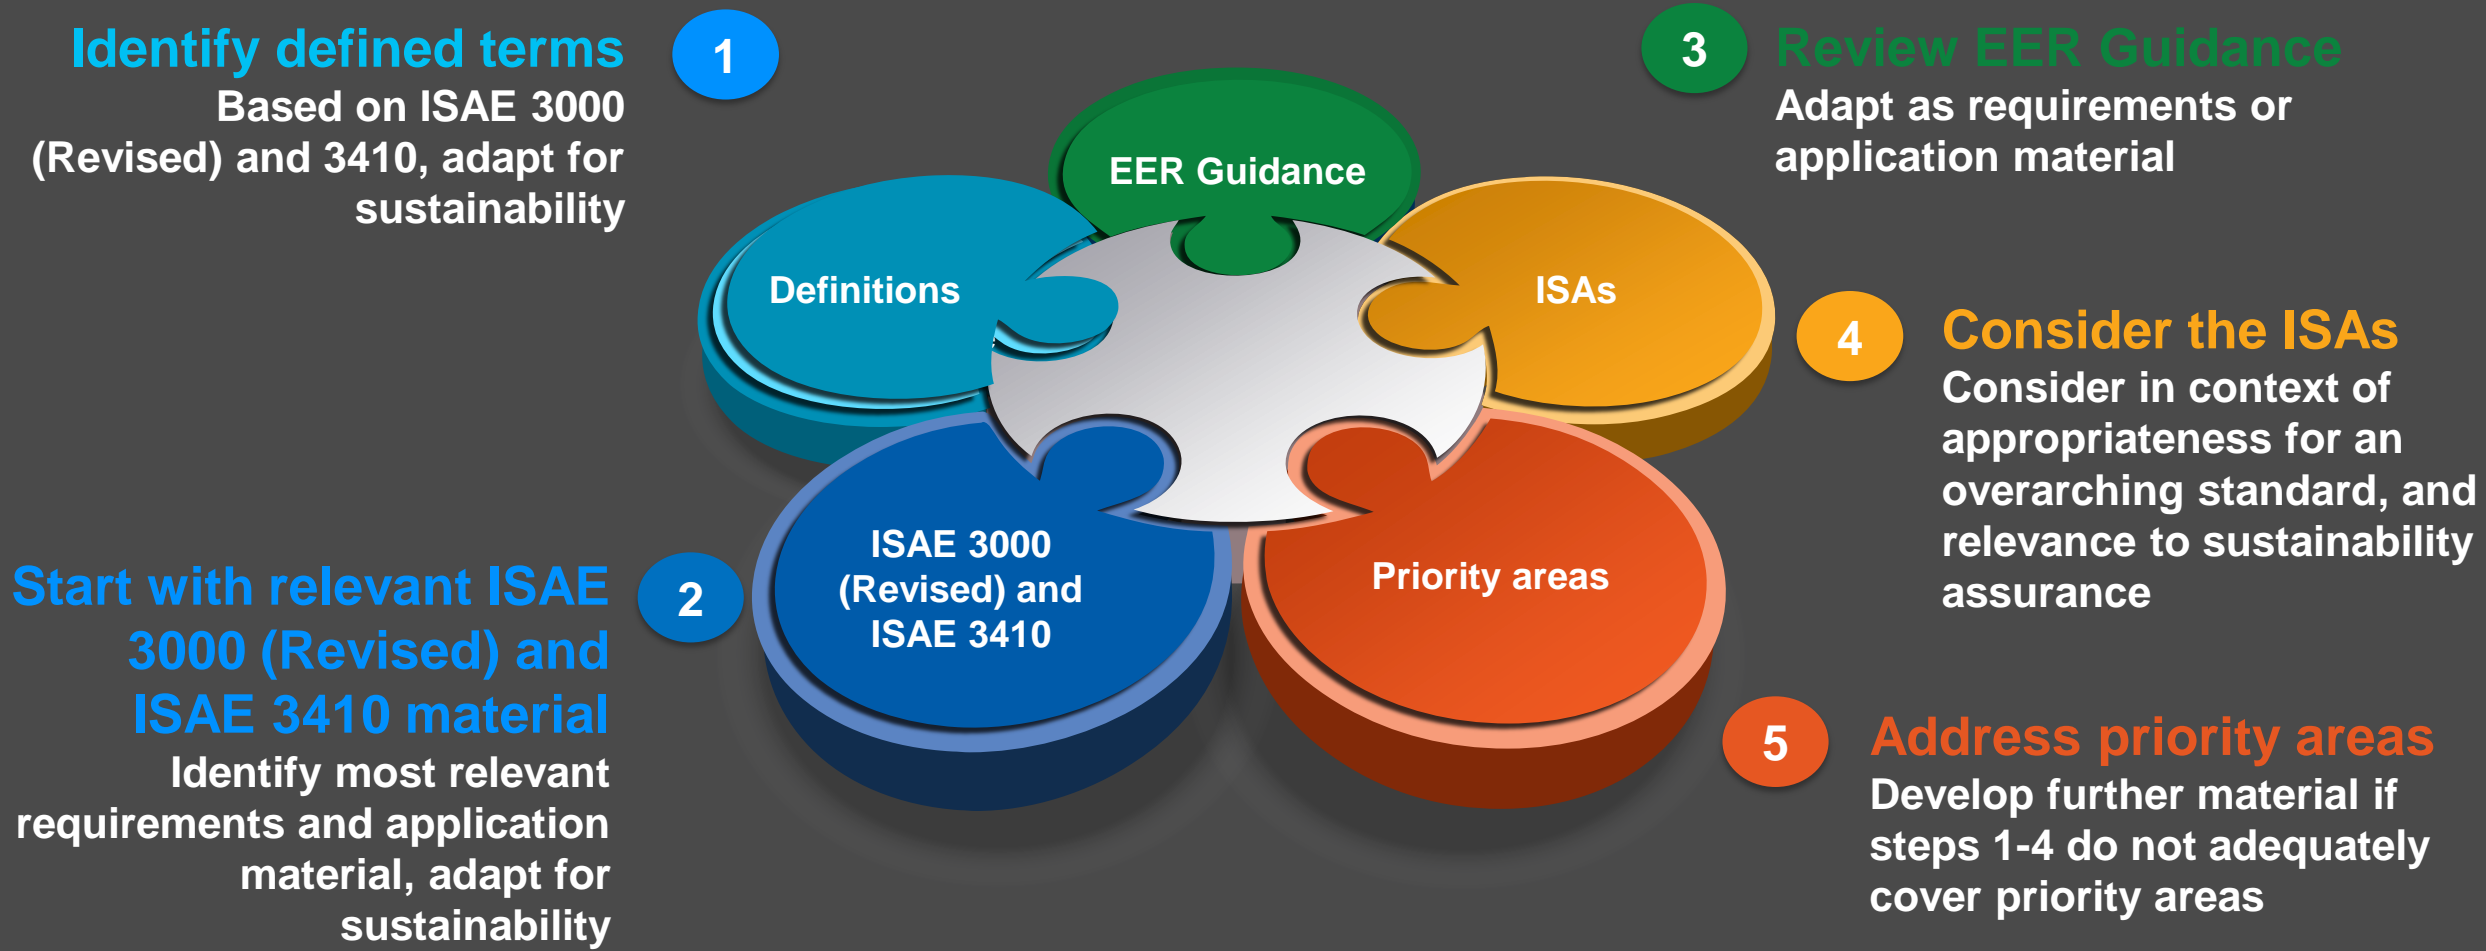 1
Identify defined terms
Based on ISAE 3000
(Revised) and 3410, adapt for
sustainability
2
Start with relevant ISAE
3000 (Revised) and
ISAE 3410 material
Identify most relevant
requirements and application
material, adapt for
sustainability
EER Guidance
Definitions
ISAs
ISAE 3000
(Revised) and
ISAE 3410
Priority areas
3
Review EER Guidance
Adapt as requirements or
application material
4
Consider the ISAs
Consider in context of
appropriateness for an
overarching standard, and
relevance to sustainability
assurance
5
Address priority areas
Develop further material if
steps 1-4 do not adequately
cover priority areas